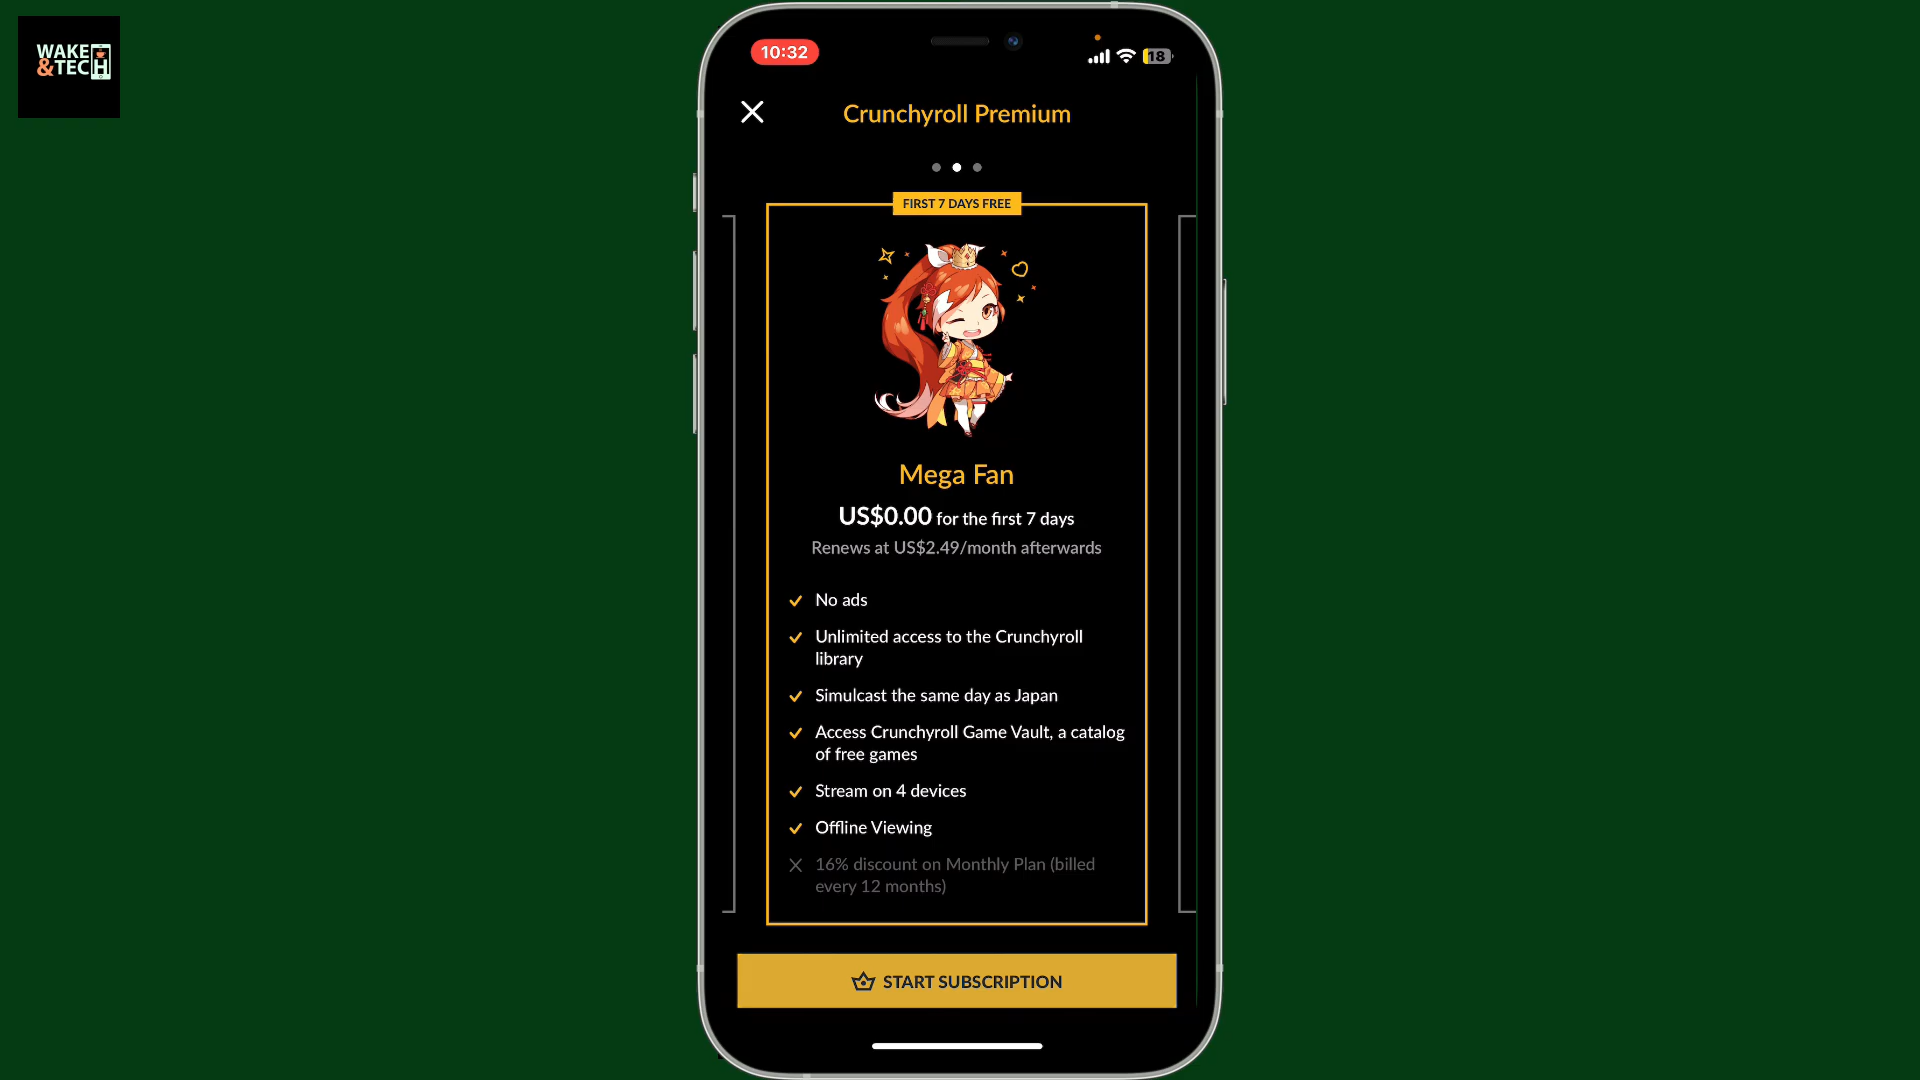 WAKE
&TECH
10:32
18
Crunchyroll Premium
FIRST 7 DAYS FREE
Mega Fan
US$0.00 for the first 7 days
Renews at US$2.49/month afterwards
No ads
Unlimited access to the Crunchyroll
library
Simulcast the same day as Japan
Access Crunchyroll Game Vault, a catalog
of free games
Stream on 4 devices
Offline Viewing
16% discount on Monthly Plan (billed
every 12 months)
START SUBSCRIPTION